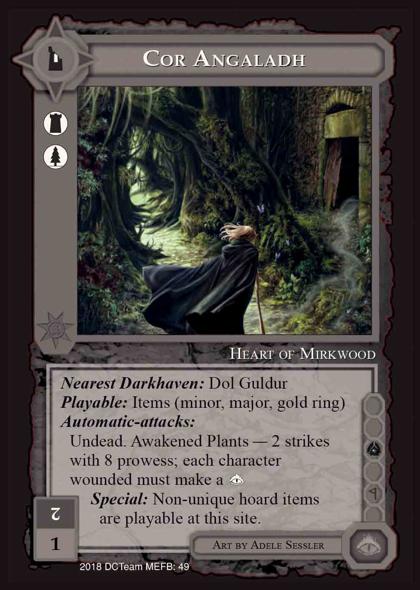 Cor Angaladh
Heart of Mirkwood
Nearest Darkhaven: Dol Guldur
Playable: Items (minor, major, gold ring)
Automatic-attacks:
Undead. Awakened Plants — 2 strikes
with 8 prowess; each character
wounded must make a
Special: Non-unique hoard items
are playable at this site.
2
1
Art by Adele Sessler
2018 DCTeam MEFB: 49